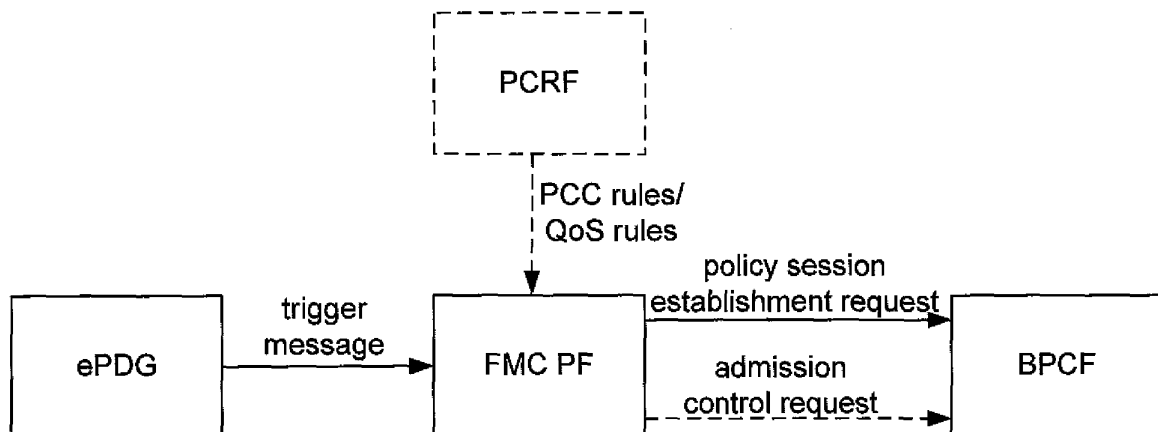 PCRF
PCC rules/
QoS rules
policy session
establishment request
trigger
message
ePDG
FMC PF
BPCF
admission
control request